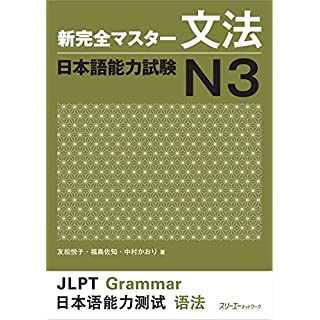 新完全マスター 文法
日本語能力試験 N3
友松悦子・福島佐知・中村かおり 著
JLPT Grammar
日本语能力测试 语法
スリーエーネットワーク